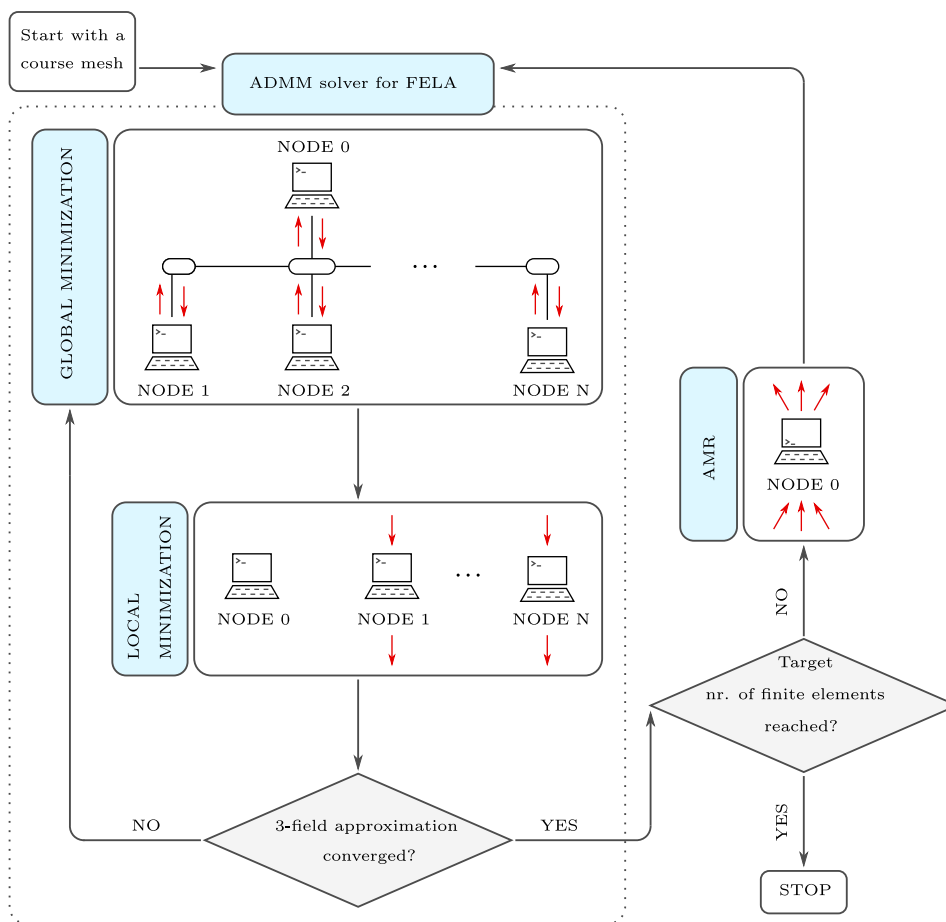 Start with a
course mesh
ADMM solver for FELA
GLOBAL MINIMIZATION
NODE 0
>_
...
>_
>_
>_
NODE 1
NODE 2
NODE N
LOCAL
MINIMIZATION
>_
>_
...
>_
NODE 0
NODE 1
NODE N
3-field approximation
converged?
NO
YES
AMR
>_
NODE 0
NO
Target
nr. of finite elements
reached?
YES
STOP